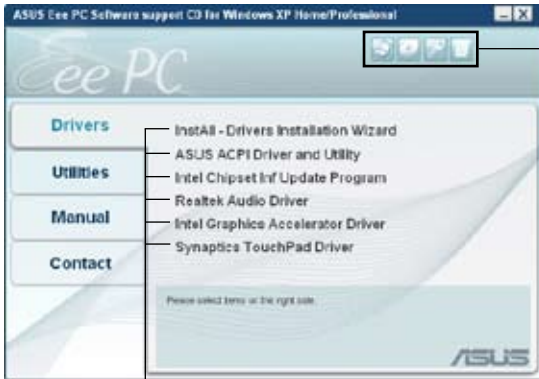 ASUS Eee PC Software support CD for Windows XP Home/Professional
Eee PC
Drivers
Utilities
Manual
Contact
InstAll - Drivers Installation Wizard
ASUS ACPI Driver and Utility
Intel Chipset Inf Update Program
Realtek Audio Driver
Intel Graphics Accelerator Driver
Synaptics TouchPad Driver
Please select items on the right side.
ASUS